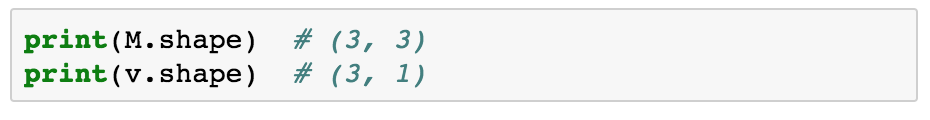 print(M.shape)  # (3, 3)
print(v.shape)  # (3, 1)